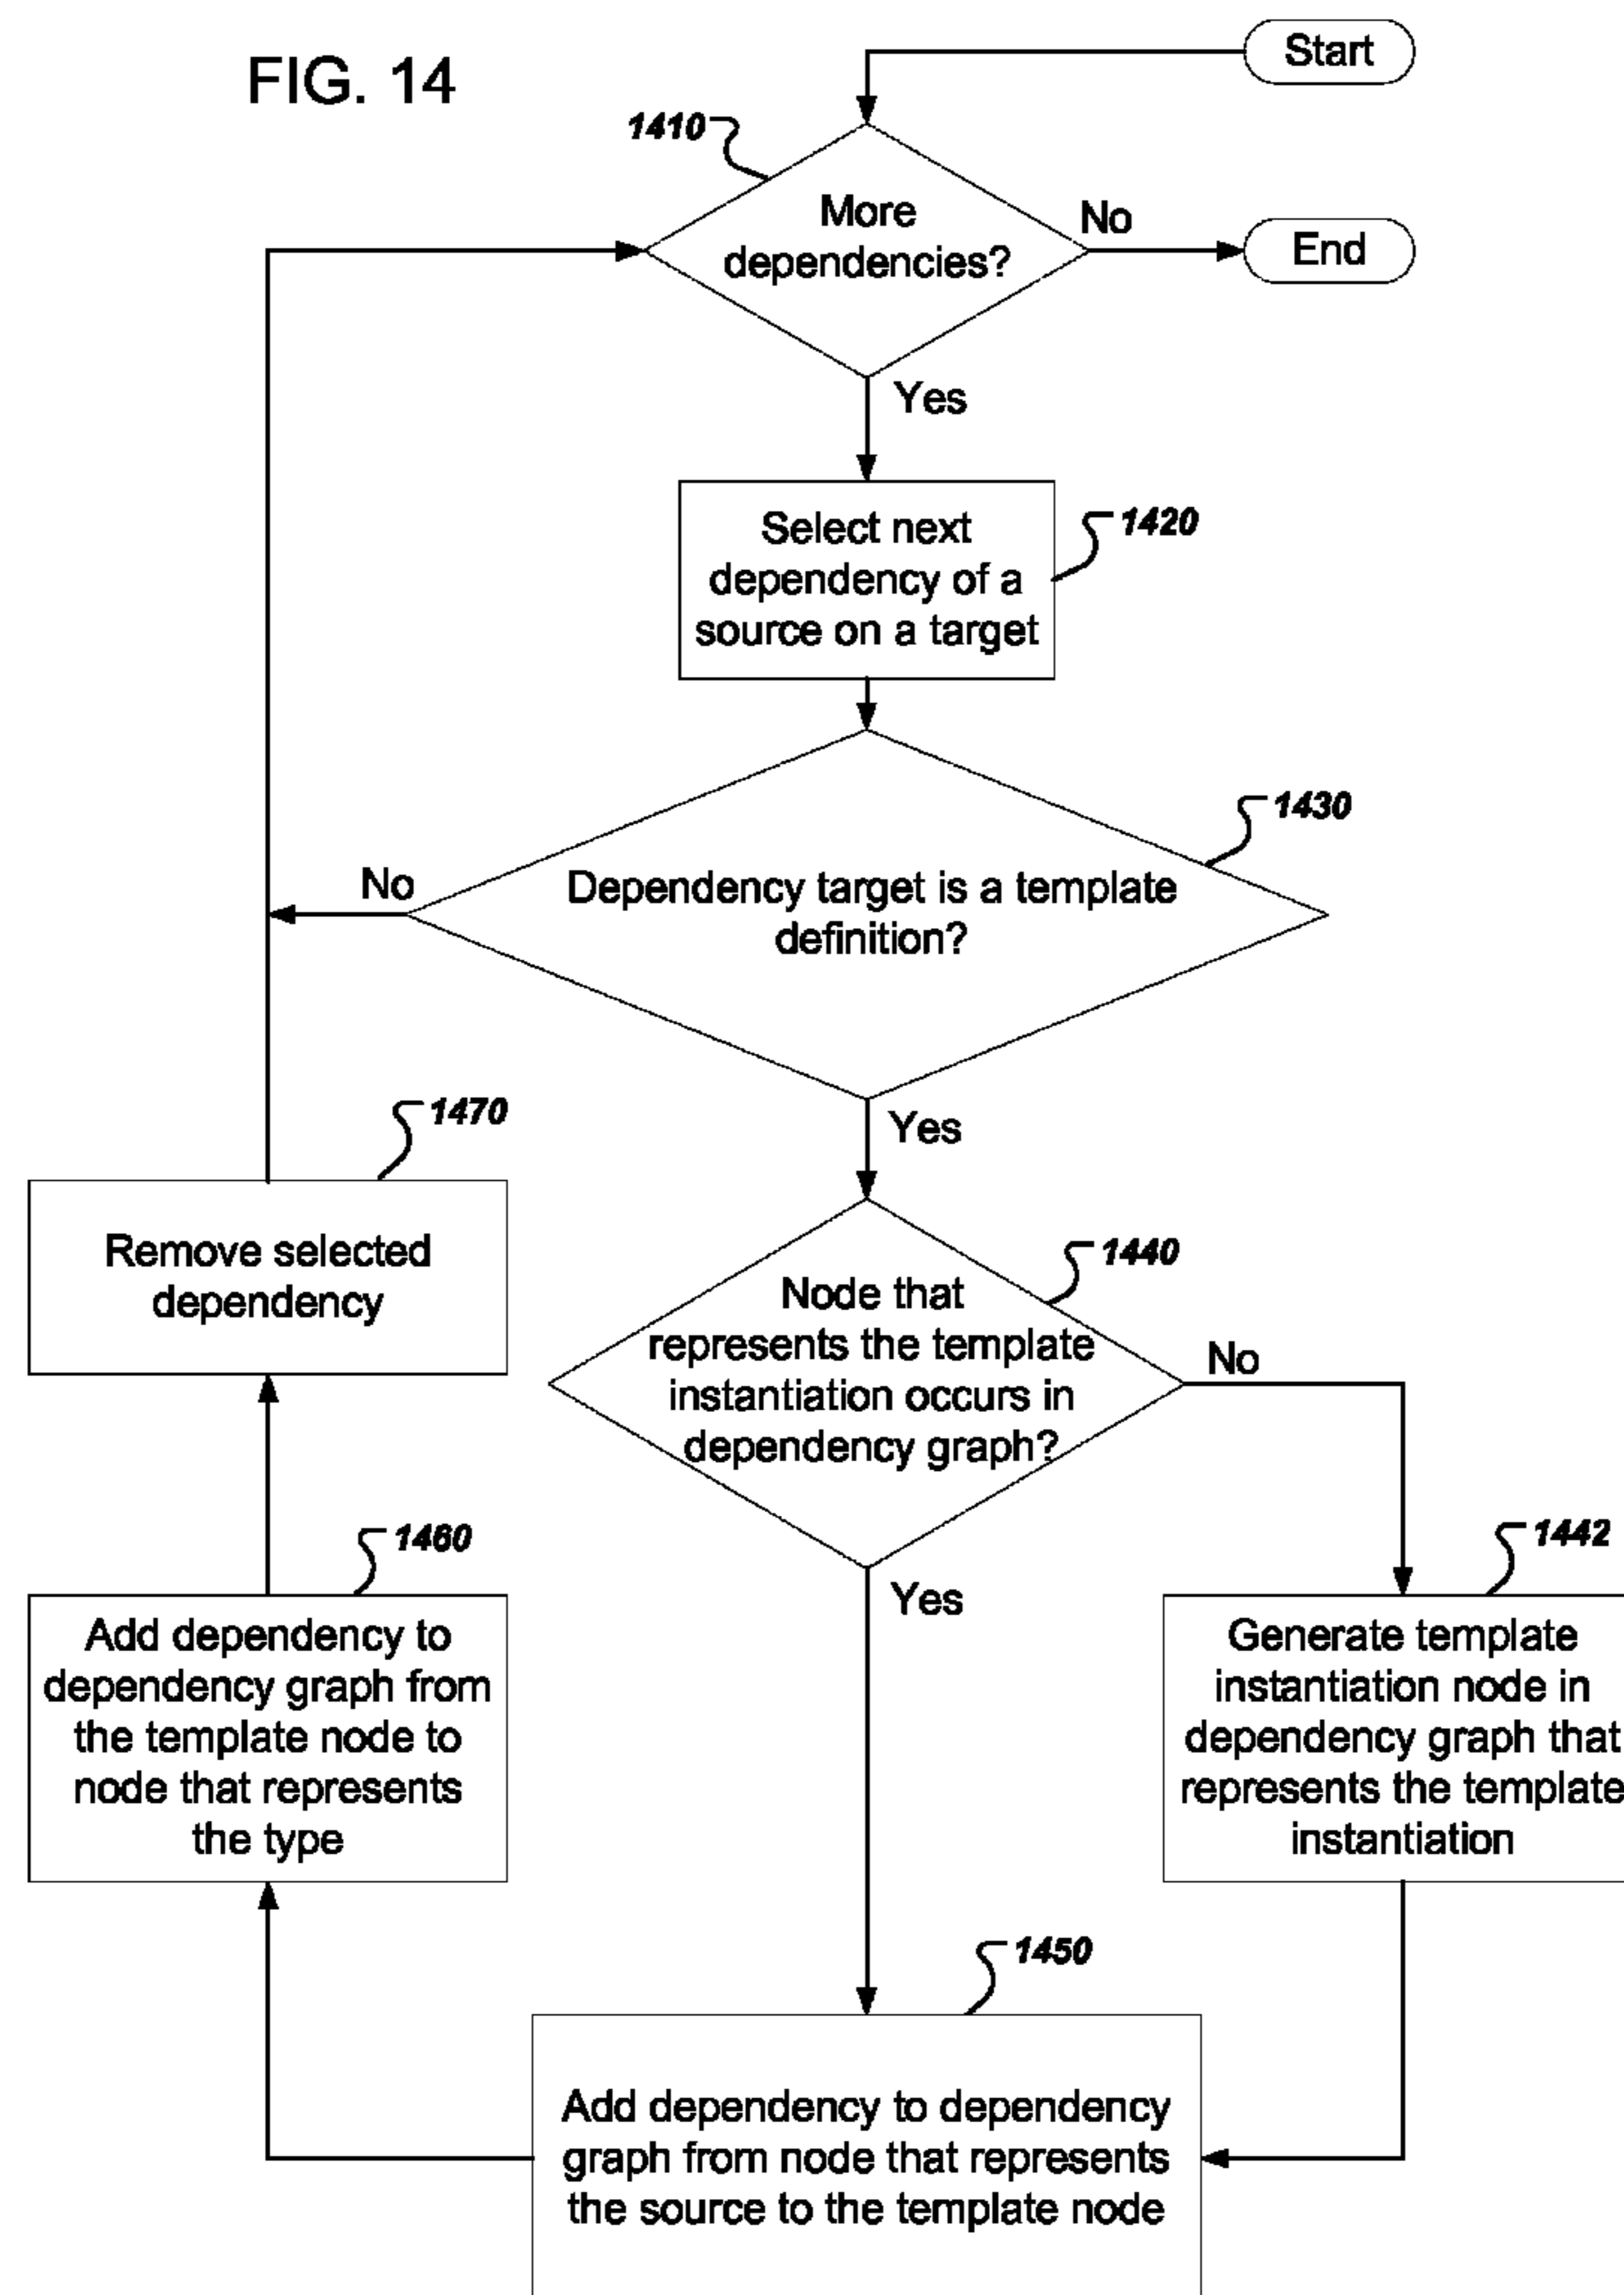 FIG. 14
Start
1410
More
dependencies?
No
End
Yes
Select next
dependency of a
source on a target
1420
1430
Dependency target is a template
definition?
No
Yes
1470
Remove selected
dependency
1440
Node that
represents the template
instantiation occurs in
dependency graph?
No
Yes
1460
Add dependency to
dependency graph from
the template node to
node that represents
the type
1442
Generate template
instantiation node in
dependency graph that
represents the template
instantiation
1450
Add dependency to dependency
graph from node that represents
the source to the template node